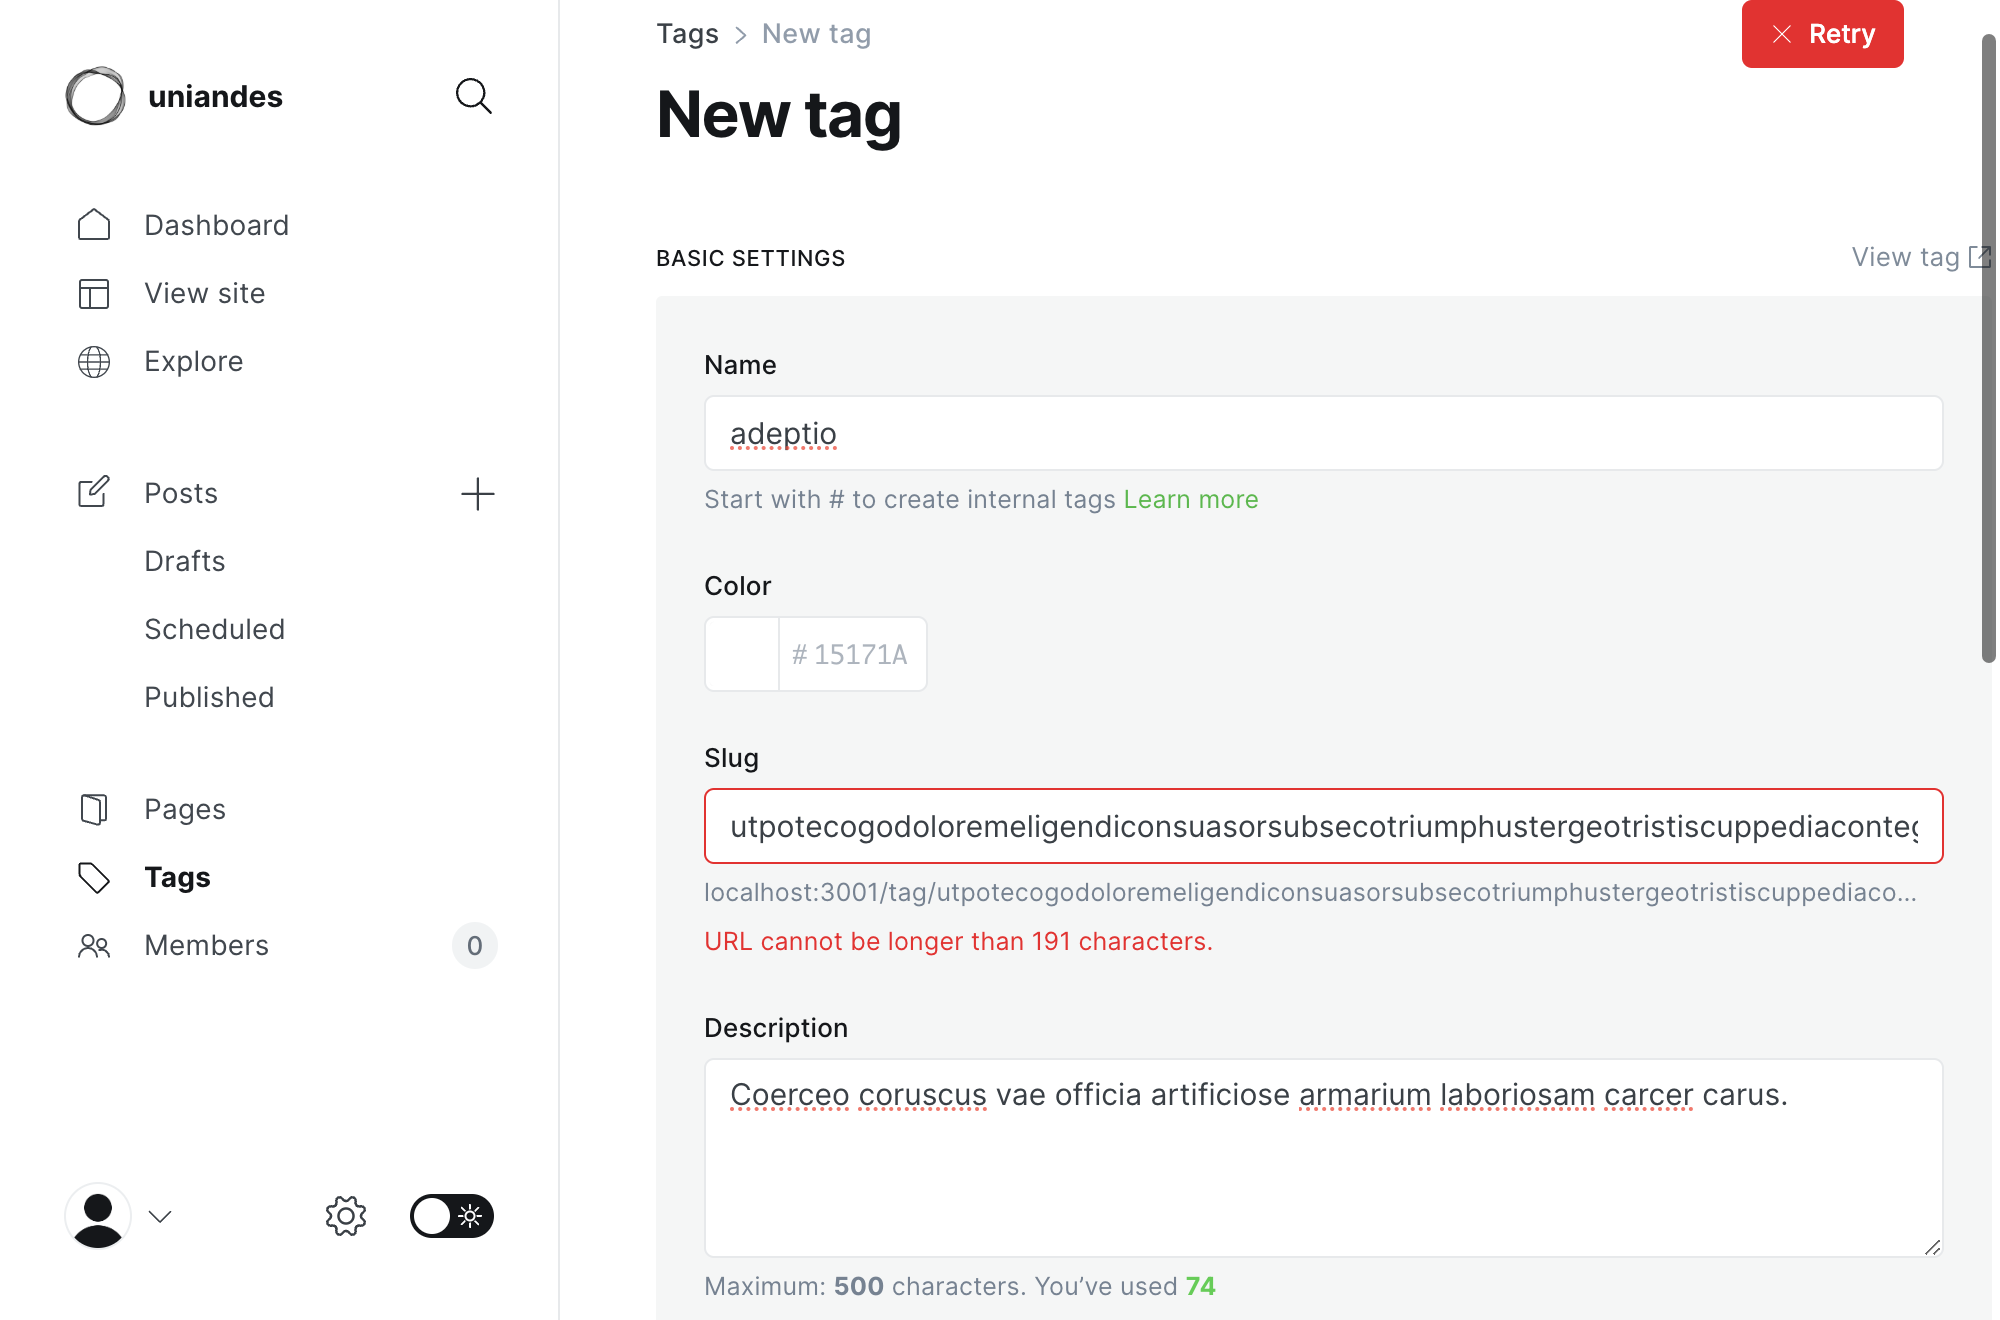 uniandes
Dashboard
View site
Explore
Posts
Drafts
Scheduled
Published
Pages
Tags
Members
0
Tags > New tag
Retry
New tag
BASIC SETTINGS
View tag
Name
adeptio
Start with # to create internal tags Learn more
Color
# 15171A
Slug
utpotecogodoloremeligendiconsuasorsubsecotriumphustergeotristiscuppediaconteg
localhost:3001/tag/utpotecogodoloremeligendiconsuasorsubsecotriumphustergeotristiscuppediaco...
URL cannot be longer than 191 characters.
Description
Coerceo coruscus vae officia artificiose armarium laboriosam carcer carus.
Maximum: 500 characters. You’ve used 74